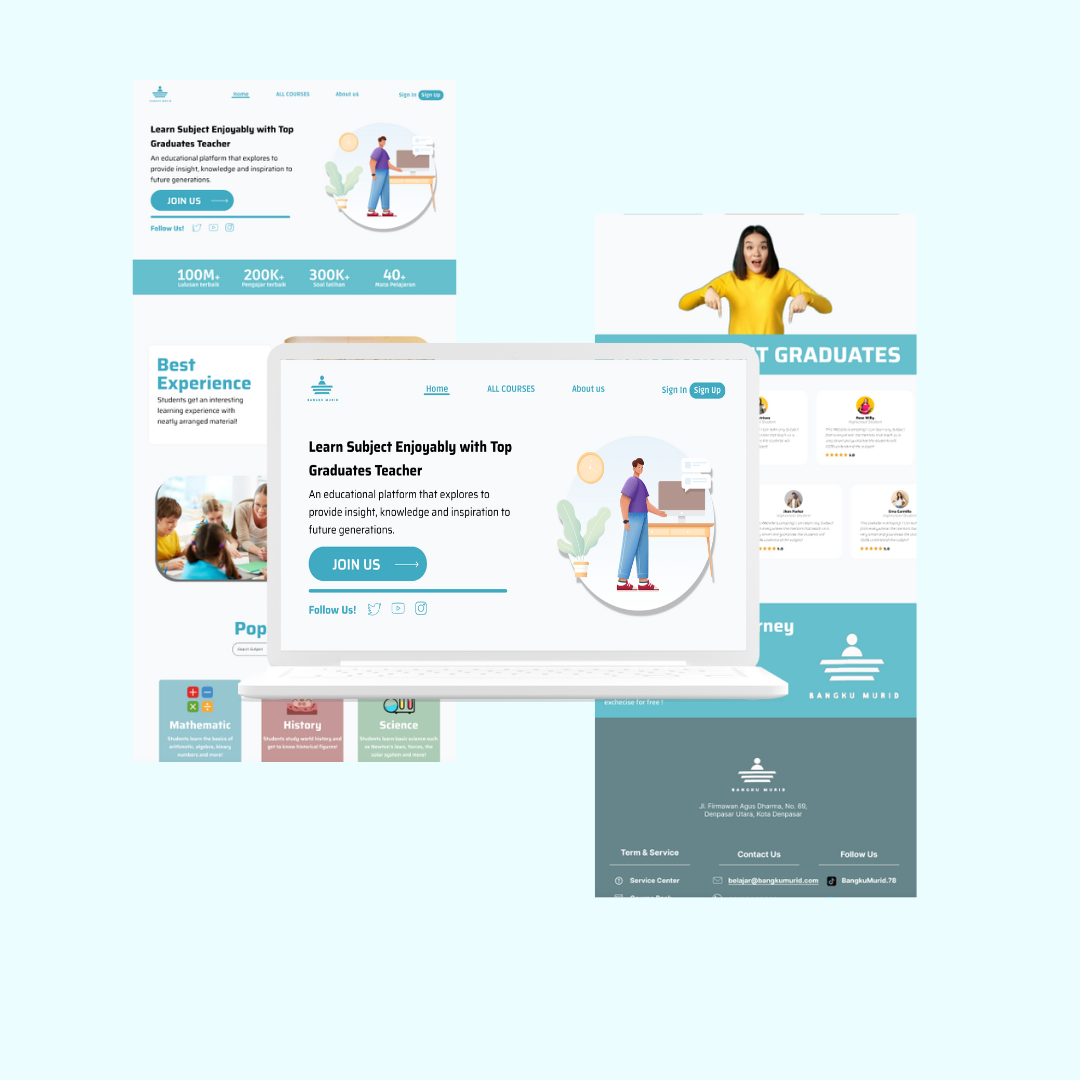 BANGKU MURID
Home
ALL COURSES
About us
Sign In
Sign Up
Learn Subject Enjoyably with Top
Graduates Teacher
An educational platform that explores to
provide insight, knowledge and inspiration to
future generations.
JOIN US
Follow Us!
100M+
Lulusan terbaik
200K+
Pengajar terbaik
300K+
Soal latihan
40+
Mata Pelajaran
Best
Experience
Students get an interesting
learning experience with
neatly arranged material!
Pop
Search Subject
Mathematic
Students learn the basics of
arithmetic, algebra, binary
numbers and more!
History
Students study world history and
get to know historical figures!
Science
Students learn basic science such
as Newton's laws, forces, the
solar system and more!
BANGKU MURID
Home
ALL COURSES
About us
Sign In
Sign Up
Learn Subject Enjoyably with Top
Graduates Teacher
An educational platform that explores to
provide insight, knowledge and inspiration to
future generations.
JOIN US
Follow Us!
T GRADUATES
rney
BANGKU MURID
exchecise for free !
BANGKU MURID
Jl. Firmawan Agus Dharma, No. 69,
Denpasar Utara, Kota Denpasar
Term & Service
Contact Us
Follow Us
Service Center
belajar@bangkumurid.com
BangkuMurid.78